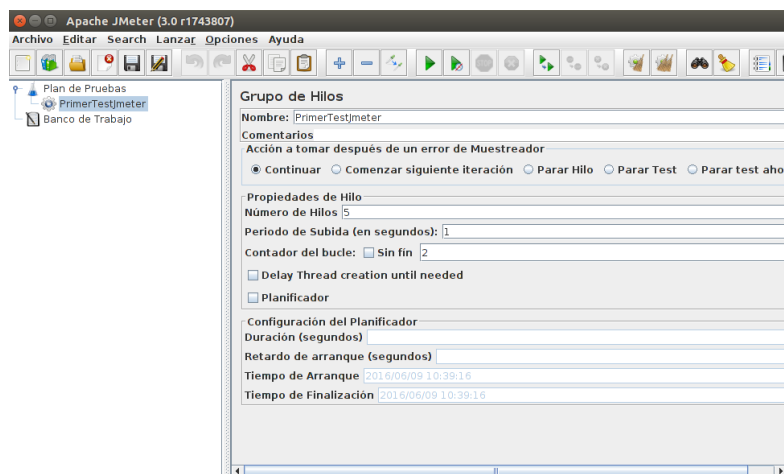 Apache JMeter (3.0 r1743807)
Archivo Editar Search Lanzar Opciones Ayuda
Plan de Pruebas
PrimerTestJmeter
Banco de Trabajo
Grupo de Hilos
Nombre: PrimerTestJmeter
Comentarios
Acción a tomar después de un error de Muestreador
Continuar Comenzar siguiente iteración Parar Hilo Parar Test Parar test aho
Propiedades de Hilo
Número de Hilos 5
Periodo de Subida (en segundos): 1
Contador del bucle: Sin fín 2
Delay Thread creation until needed
Planificador
Configuración del Planificador
Duración (segundos)
Retardo de arranque (segundos)
Tiempo de Arranque 2016/06/09 10:39:16
Tiempo de Finalización 2016/06/09 10:39:16